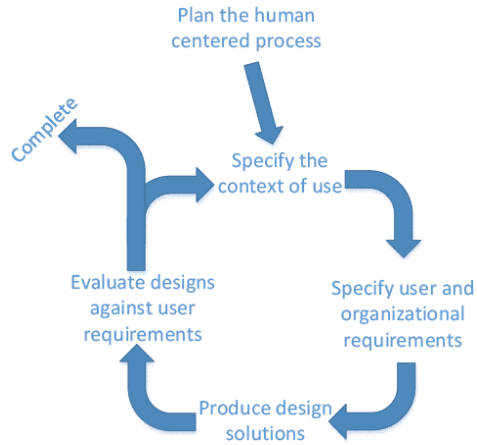 Plan the human
centered process
Complete
Specify the
context of use
Evaluate designs
against user
requirements
Specify user and
organizational
requirements
Produce design
solutions